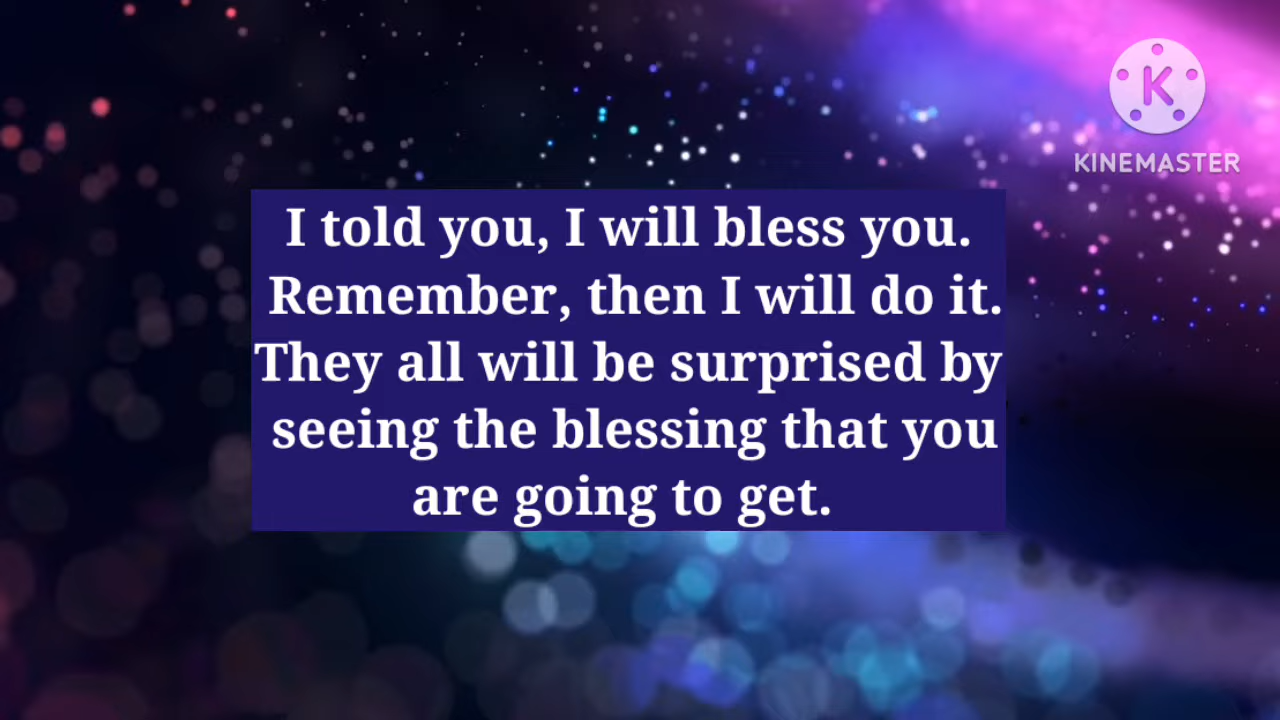 K
KINEMASTER
I told you, I will bless you.
Remember, then I will do it.
They all will be surprised by
seeing the blessing that you
are going to get.